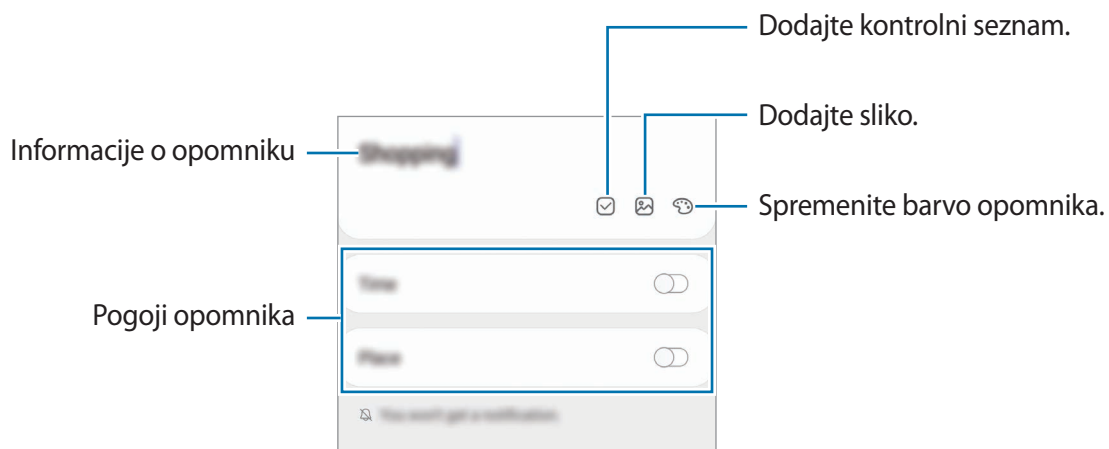 Dodajte kontrolni seznam.
Dodajte sliko.
Informacije o opomniku
Shopping
Spremenite barvo opomnika.
Time
Pogoji opomnika
Place
You won't get a notification.